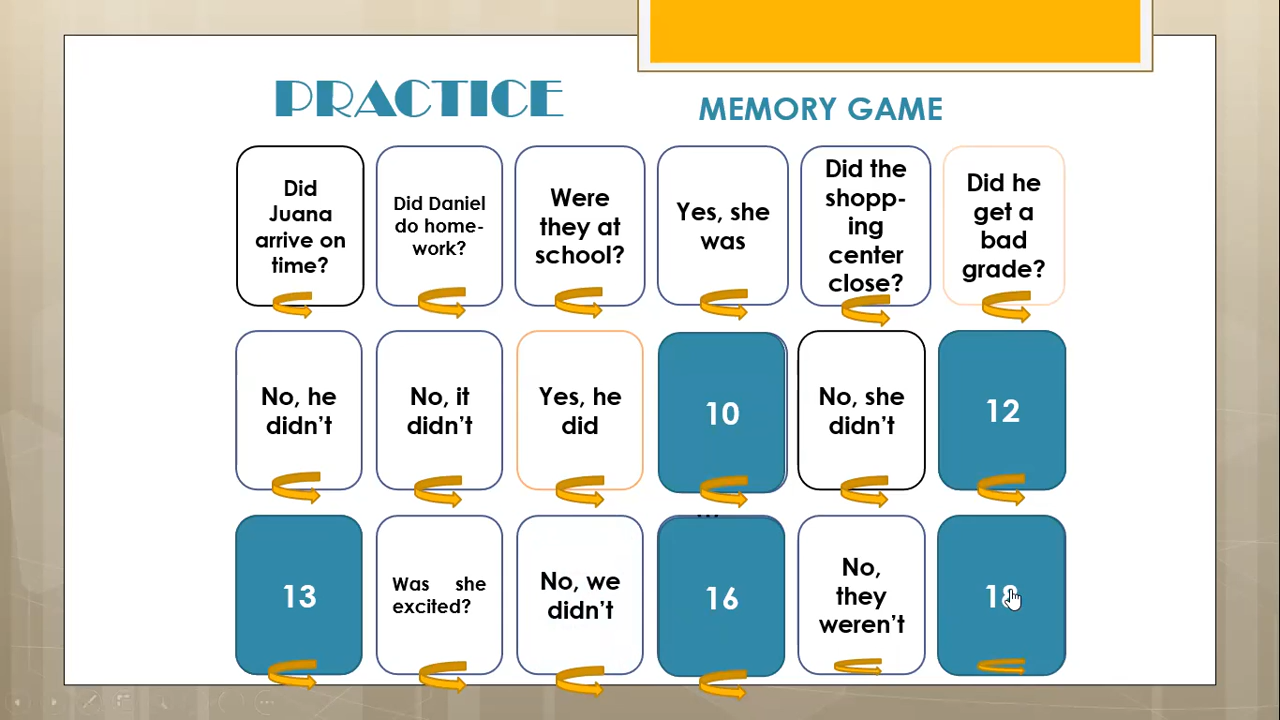 PRACTICE
MEMORY GAME
Did
Juana
arrive on
time?
Did Daniel
do home-
work?
Were
they at
school?
Yes, she
was
Did the
shopp-
ing
center
close?
Did he
get a
bad
grade?
No, he
didn't
No, it
didn't
Yes, he
did
10
No, she
didn't
12
13
Was she
excited?
No, we
didn't
16
No,
they
weren't
18